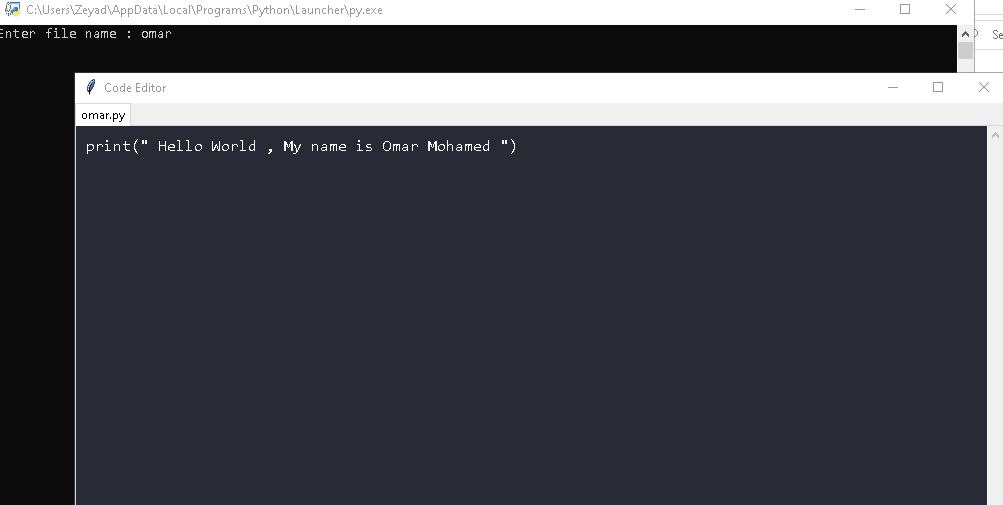 C:\Users\Zeyad\AppData\Local\Programs\Python\Launcher\py.exe
Enter file name : omar
Se
Code Editor
omar.py
print(" Hello World , My name is Omar Mohamed ")